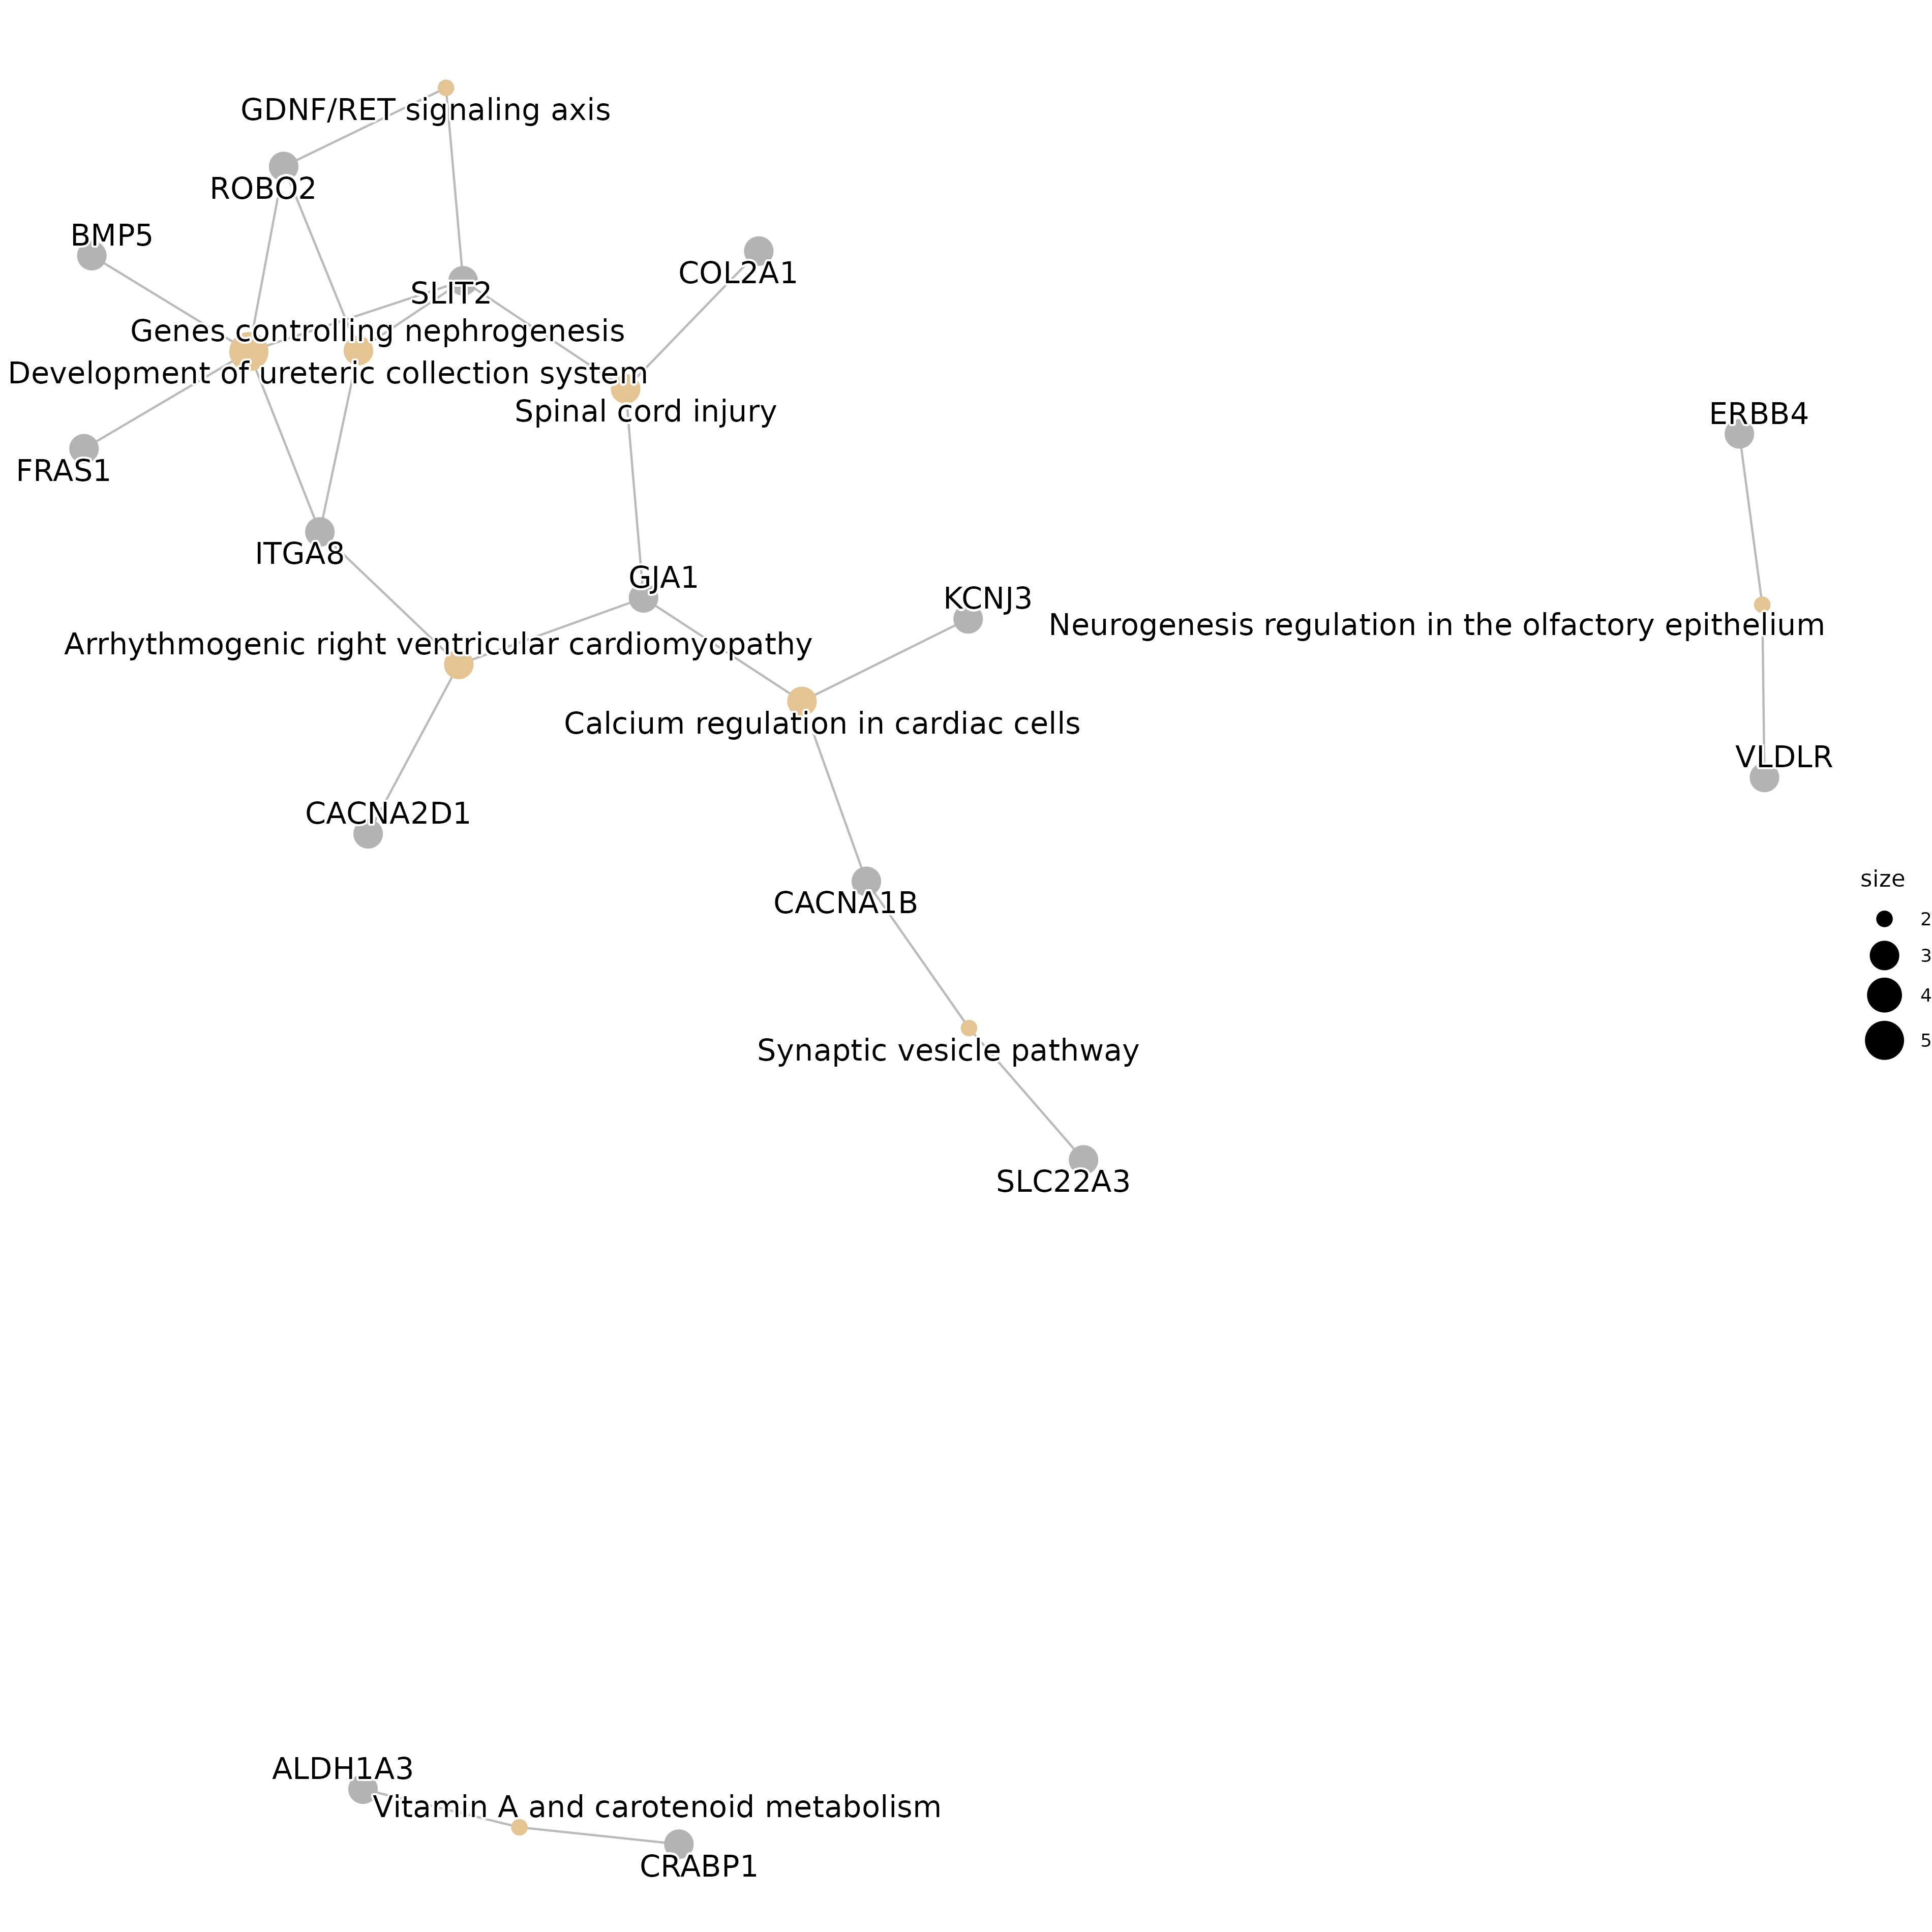 GDNF/RET signaling axis
ROBO2
BMP5
COL2A1
SLIT2
Genes controlling nephrogenesis
Development of ureteric collection system
Spinal cord injury
ERBB4
FRAS1
ITGA8
GJA1
KCNJ3
Neurogenesis regulation in the olfactory epithelium
Arrhythmogenic right ventricular cardiomyopathy
Calcium regulation in cardiac cells
VLDLR
CACNA2D1
size
CACNA1B
2
3
4
5
Synaptic vesicle pathway
SLC22A3
ALDH1A3
Vitamin A and carotenoid metabolism
CRABP1